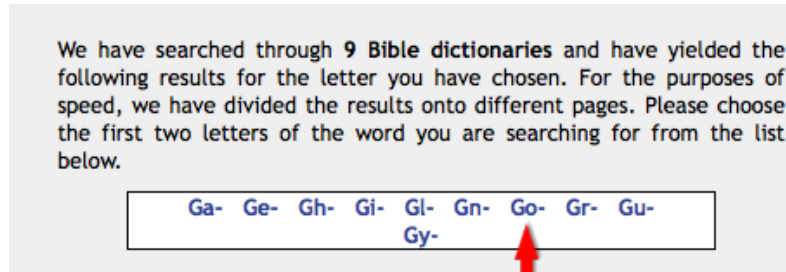 We have searched through 9 Bible dictionaries and have yielded the
following results for the letter you have chosen. For the purposes of
speed, we have divided the results onto different pages. Please choose
the first two letters of the word you are searching for from the list
below.
Ga- Ge- Gh- Gi- Gl- Gn- Go- Gr- Gu-
Gy-